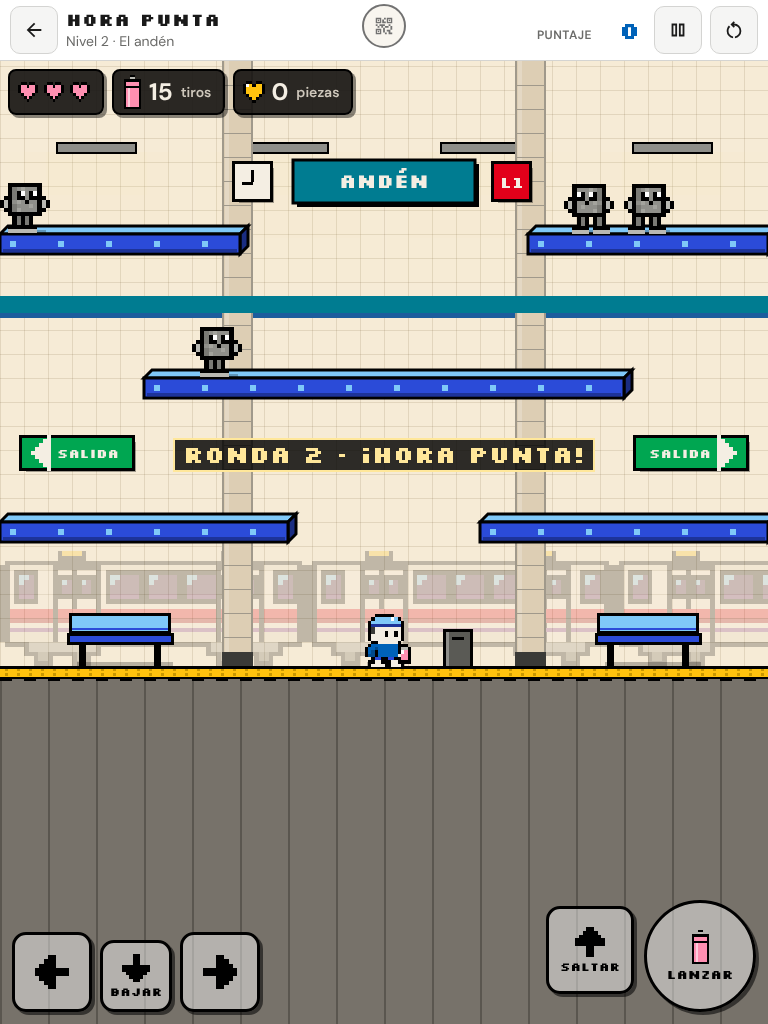 HORA PUNTA
Nivel 2 · El andén
PUNTAJE 0
15 tiros
0 piezas
ANDÉN
L1
SALIDA
RONDA 2 - ¡HORA PUNTA!
SALIDA
BAJAR
SALTAR
LANZAR